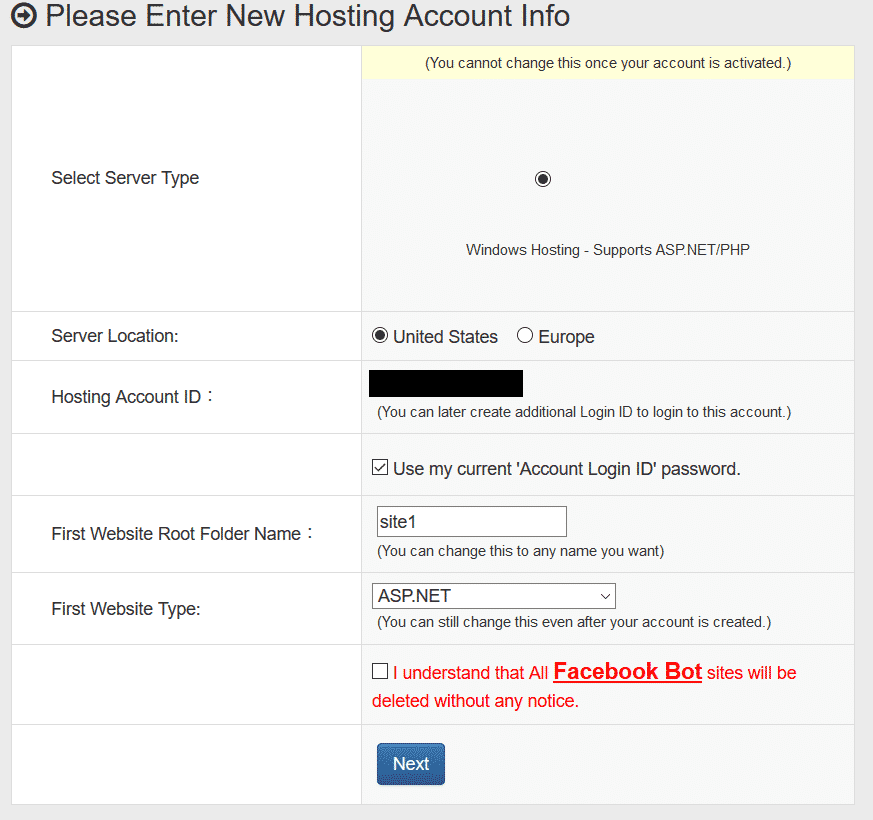 Please Enter New Hosting Account Info
(You cannot change this once your account is activated.)
Select Server Type
Windows Hosting - Supports ASP.NET/PHP
Server Location:
United States Europe
Hosting Account ID：
(You can later create additional Login ID to login to this account.)
Use my current 'Account Login ID' password.
First Website Root Folder Name：
site1
(You can change this to any name you want)
First Website Type:
ASP.NET
(You can still change this even after your account is created.)
I understand that All Facebook Bot sites will be
deleted without any notice.
Next